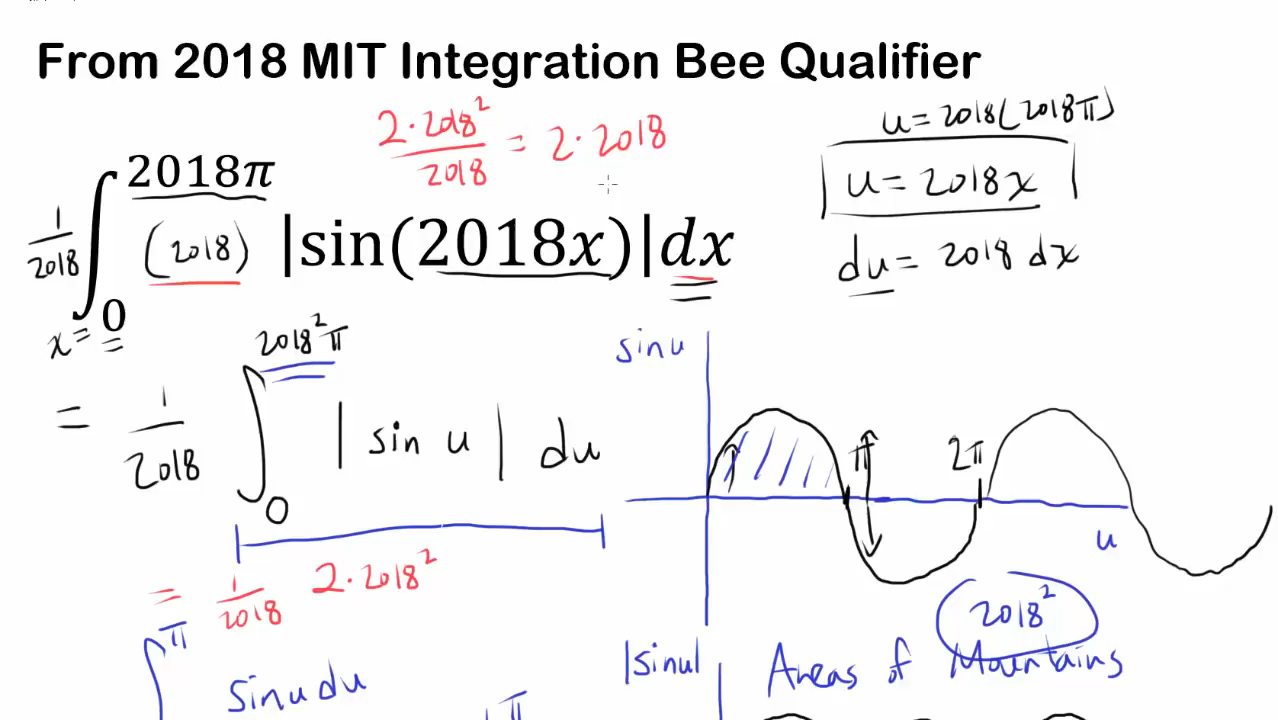 From 2018 MIT Integration Bee Qualifier
2·2018² / 2018 = 2·2018
u = 2018(2018π)
u = 2018x
du = 2018 dx
1/2018 ∫ 2018π 0 (2018) |sin(2018x)|dx
x =
= 1/2018 ∫ 2018²π 0 |sin u| du
sin u
π
2π
u
= 1/2018 2·2018²
2018²
∫ π sin u du
|sin u|
Areas of Mountains
π